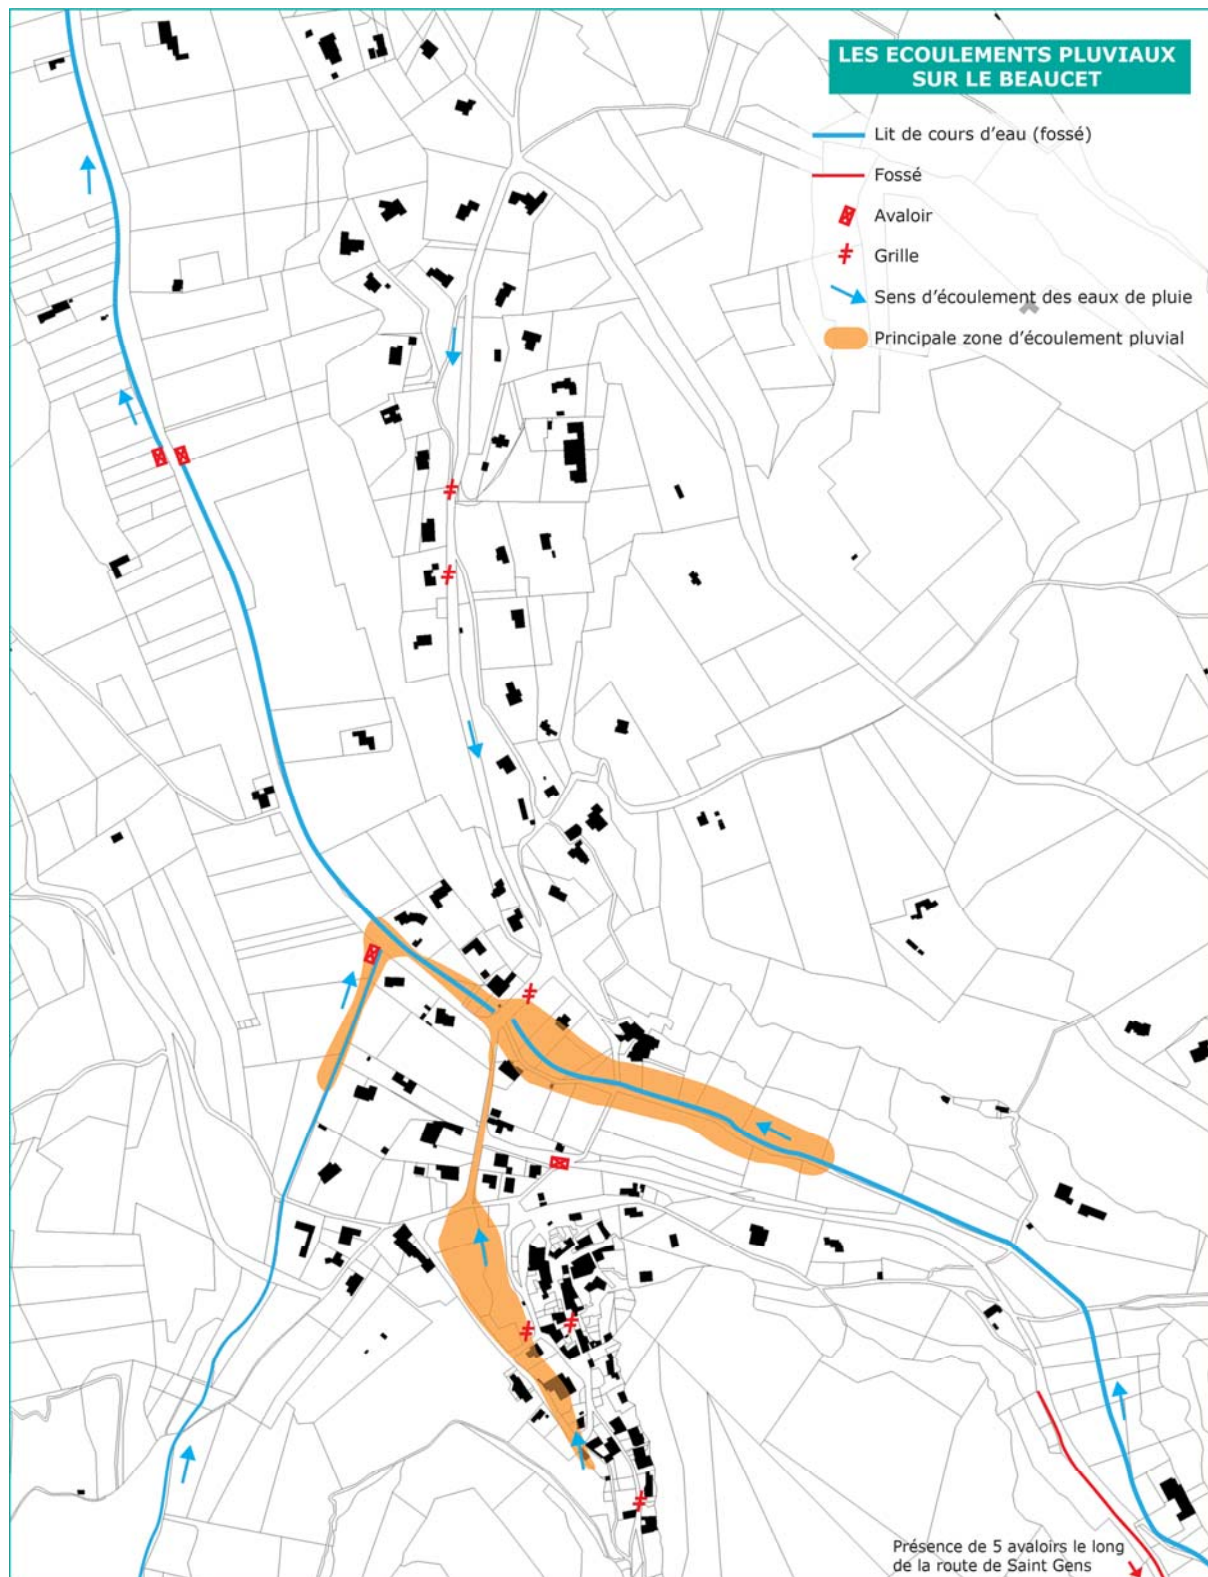 LES ECOULEMENTS PLUVIAUX
SUR LE BEAUCET
Lit de cours d'eau (fossé)
Fossé
Avaloir
Grille
Sens d'écoulement des eaux de pluie
Principale zone d'écoulement pluvial
Présence de 5 avaloirs le long
de la route de Saint Gens